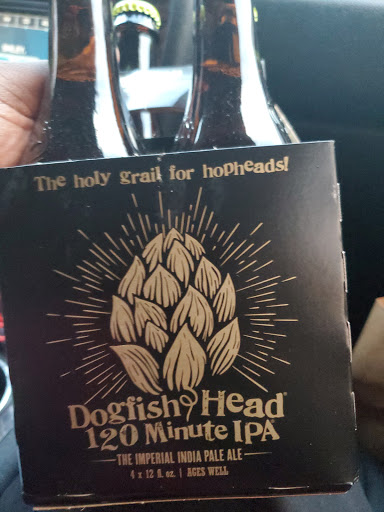 The holy grail for hopheads!
Dogfish Head®
120 Minute IPA
THE IMPERIAL INDIA PALE ALE
4 x 12 fl. oz. | AGES WELL